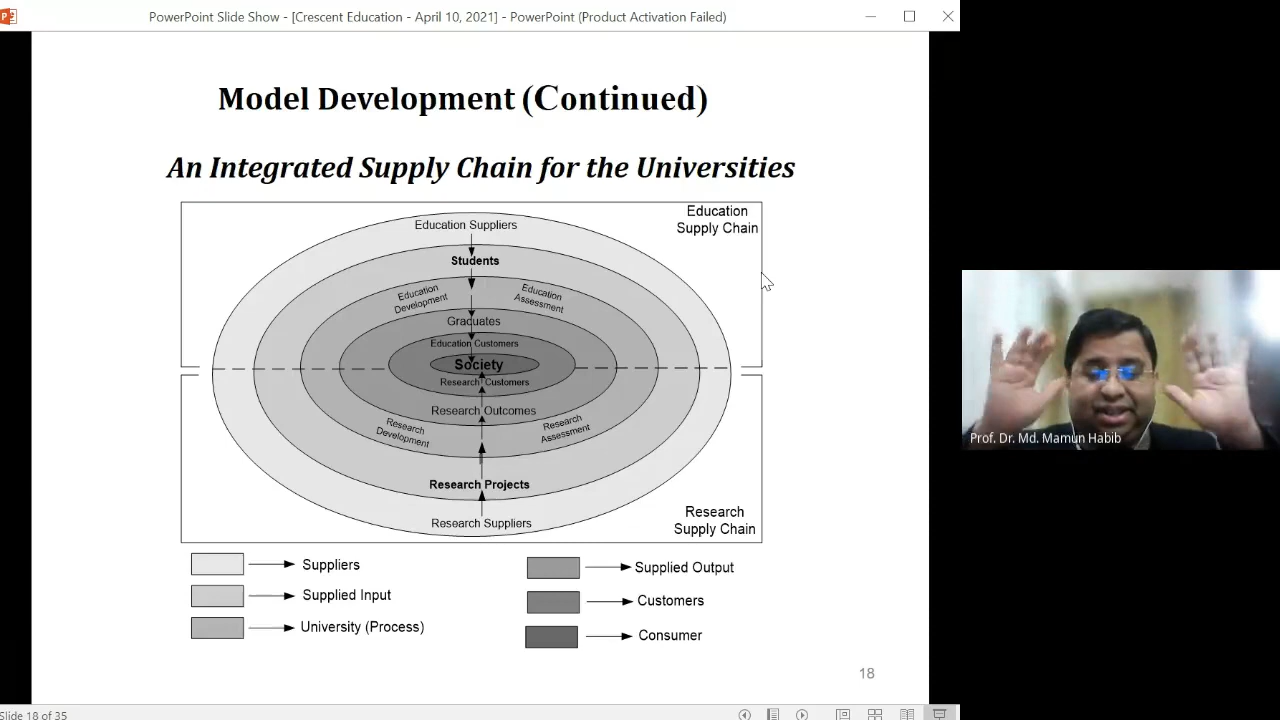 PowerPoint Slide Show - [Crescent Education - April 10, 2021] - PowerPoint (Product Activation Failed)
Model Development (Continued)
An Integrated Supply Chain for the Universities
Education
Supply Chain
Education Suppliers
Students
Education
Development
Education
Assessment
Graduates
Education Customers
Society
Research Customers
Research Outcomes
Research
Development
Research
Assessment
Research Projects
Research Suppliers
Research
Supply Chain
Suppliers
Supplied Input
University (Process)
Supplied Output
Customers
Consumer
18
Slide 18 of 35
Prof. Dr. Md. Mamun Habib